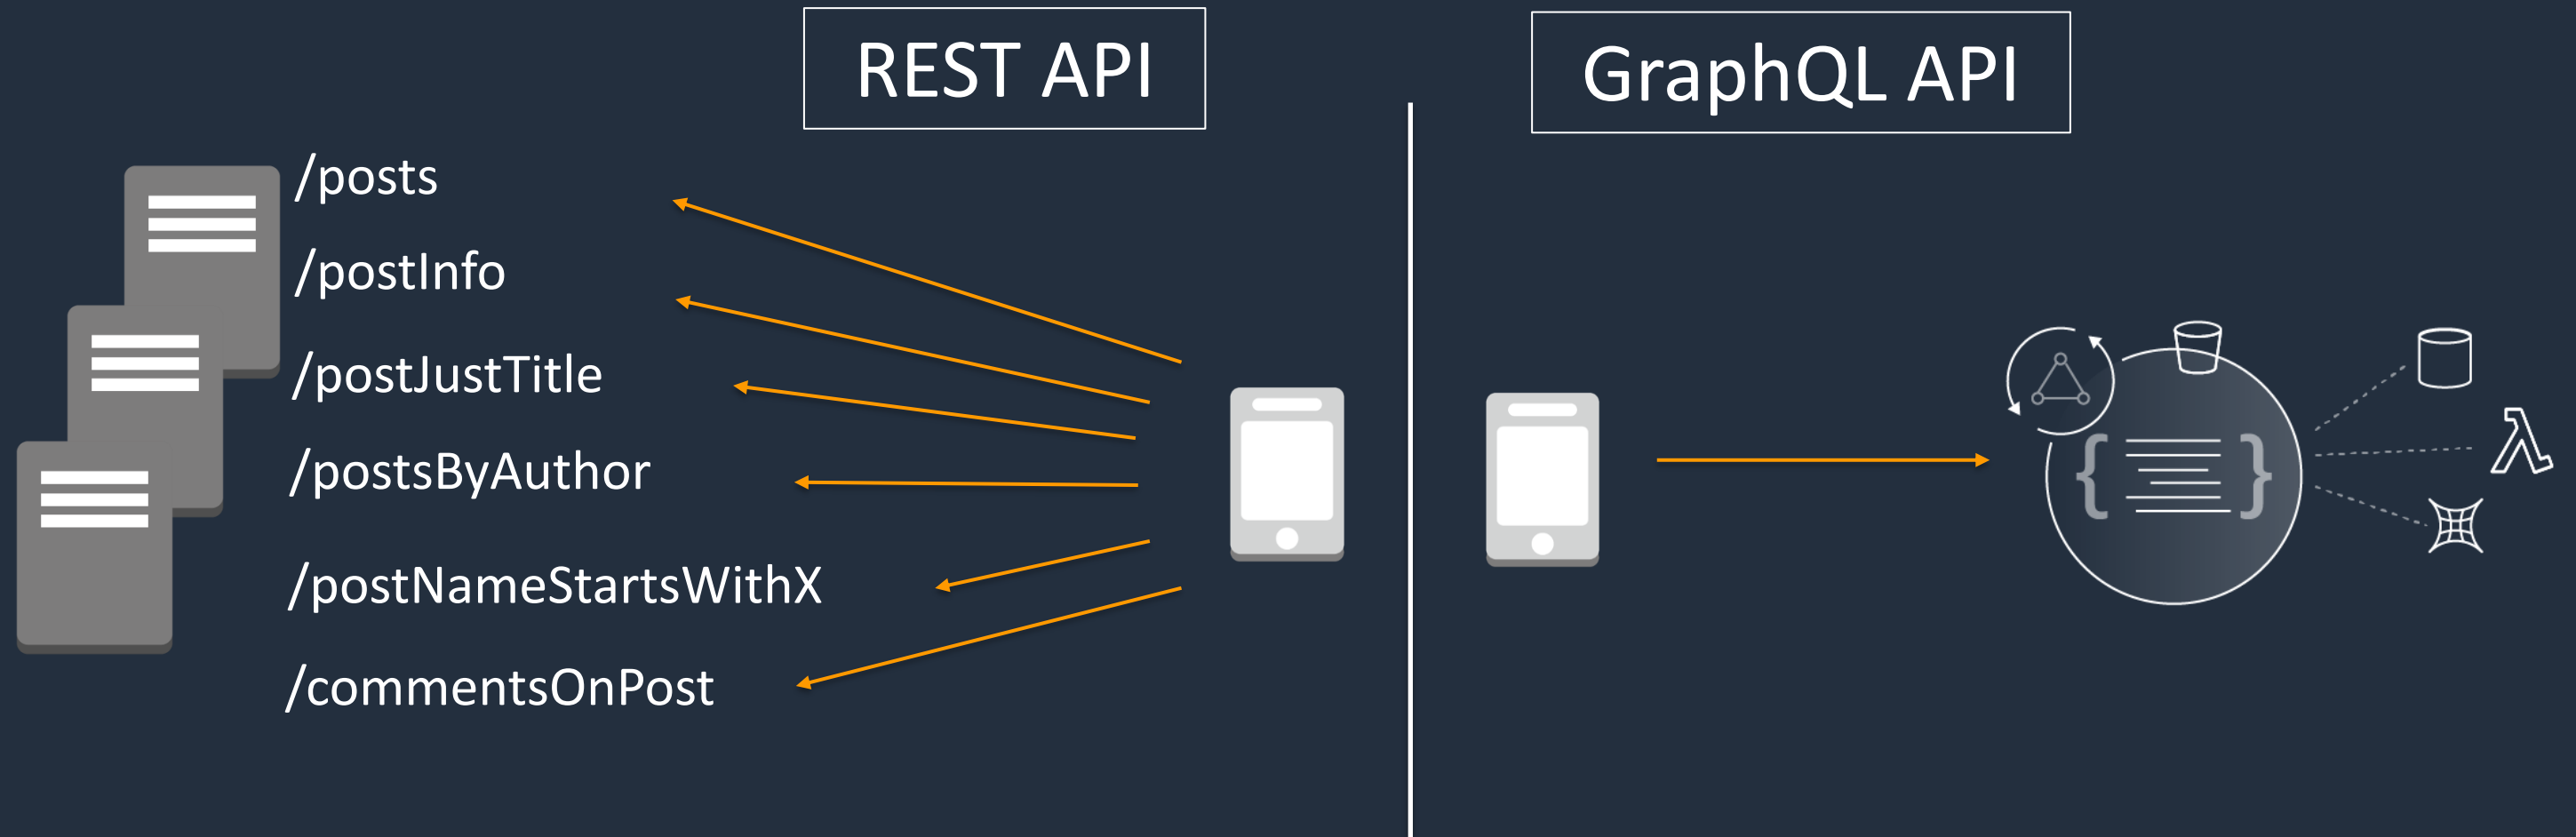 REST API
GraphQL API
/posts
/postInfo
/postJustTitle
/postsByAuthor
/postNameStartsWithX
/commentsOnPost